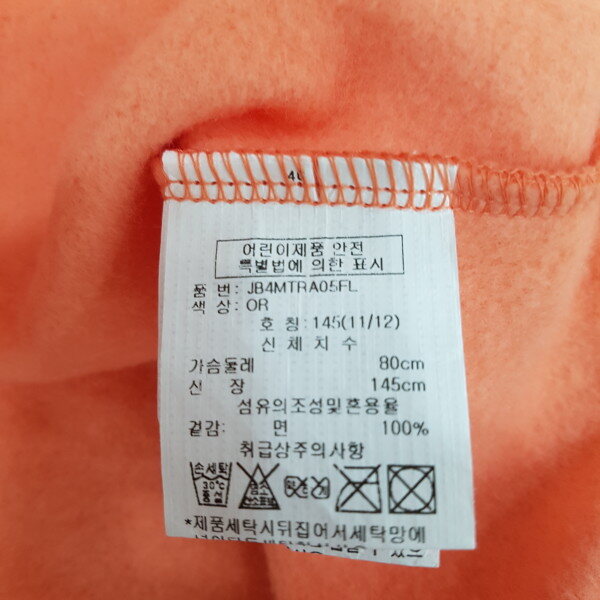 어린이제품 안전
특별법에 의한 표시
품 번: JB4MTRA05FL
색 상: OR
호 칭:145(11/12)
신 체 치 수
가슴둘레 80cm
신 장 145cm
섬유의조성및혼용율
겉감: 면 100%
취급상주의사항
손세탁
30℃
중성
*제품세탁시뒤집어서세탁망에